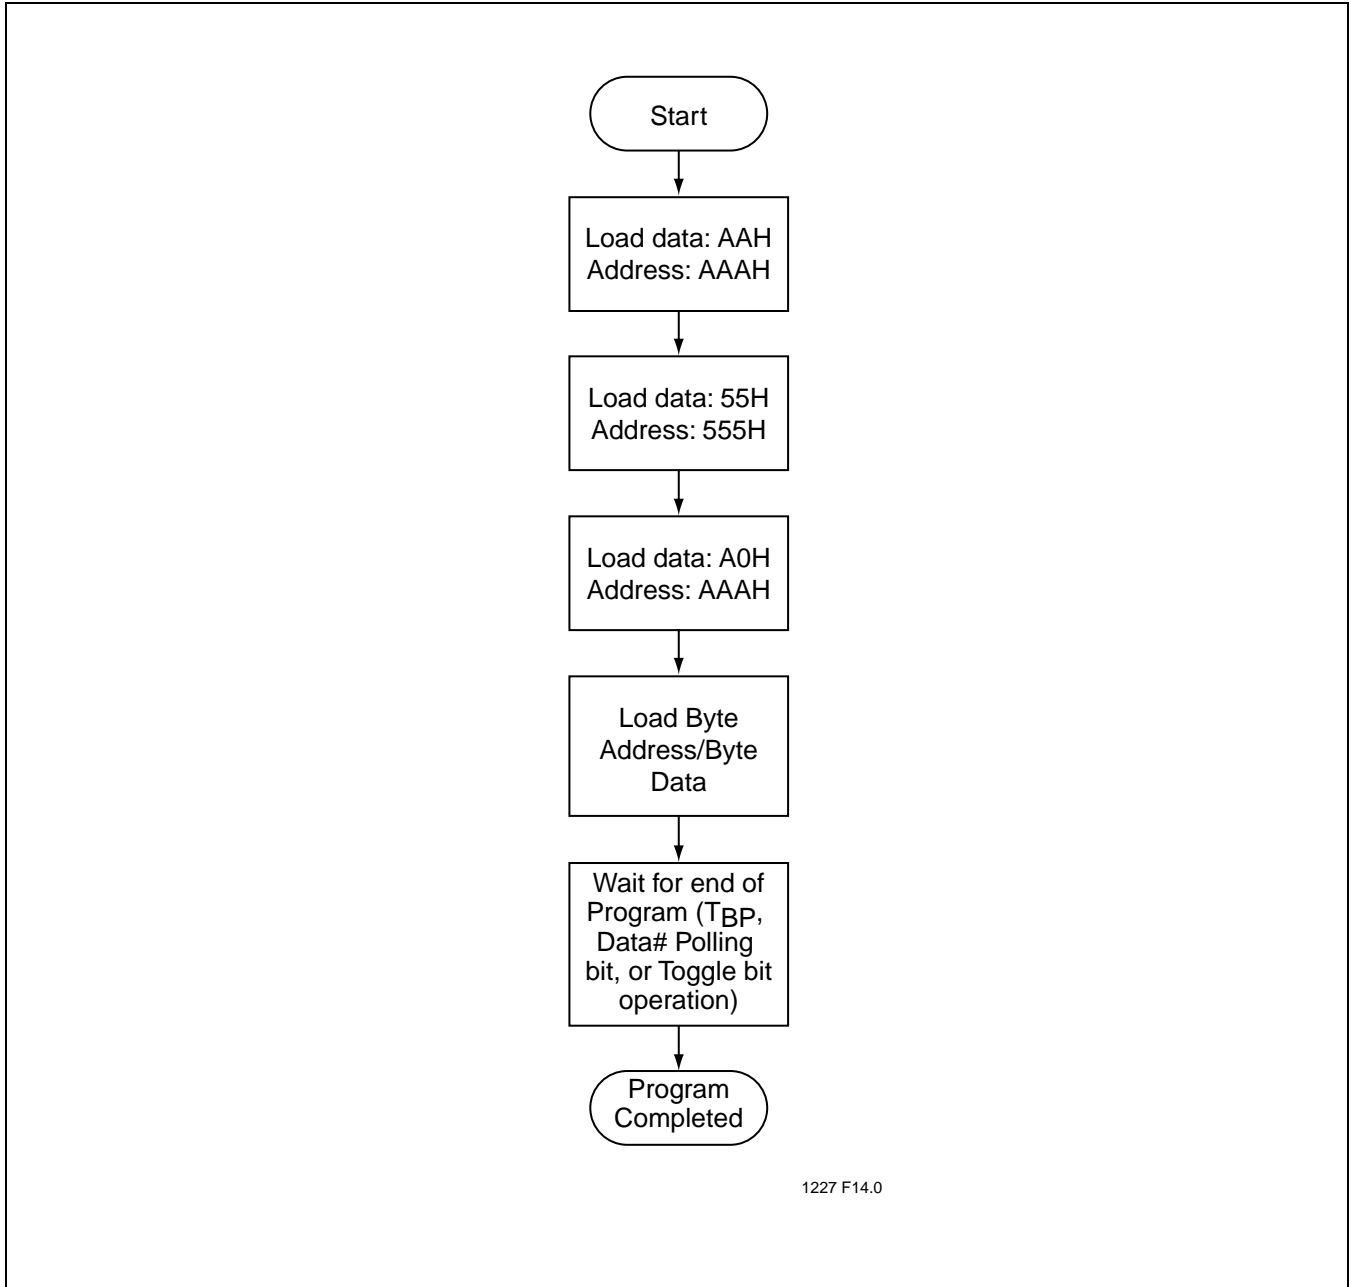 Start
Load data: AAH
Address: AAAH
Load data: 55H
Address: 555H
Load data: A0H
Address: AAAH
Load Byte
Address/Byte
Data
Wait for end of
Program (TBP,
Data# Polling
bit, or Toggle bit
operation)
Program
Completed
1227 F14.0